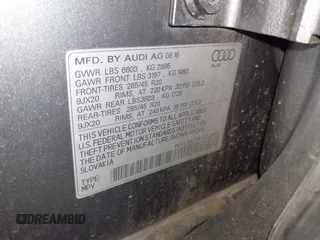 MFD. BY AUDI AG 08 16
GVWR LBS 6603 , KG 2995
GAWR FRONT LBS 3197 , KG 1450
FRONT-TIRES 285/45 R20
9JX20 RIMS, AT 220 KPA 32 PSI COLD
GAWR REAR LBS3803 KG 1725
REAR-TIRES 285/45 R20
9JX20 RIMS, AT 240 KPA 35 PSI COLD
THIS VEHICLE CONFORMS TO ALL APPLICABLE
U.S. FEDERAL MOTOR VEHICLE SAFETY AND
THEFT PREVENTION STANDARDS IN EFFECT ON
THE DATE OF MANUFACTURE SHOWN ABOVE
SLOVAKIA
TYPE:
MPV
Audi
DREAMBID